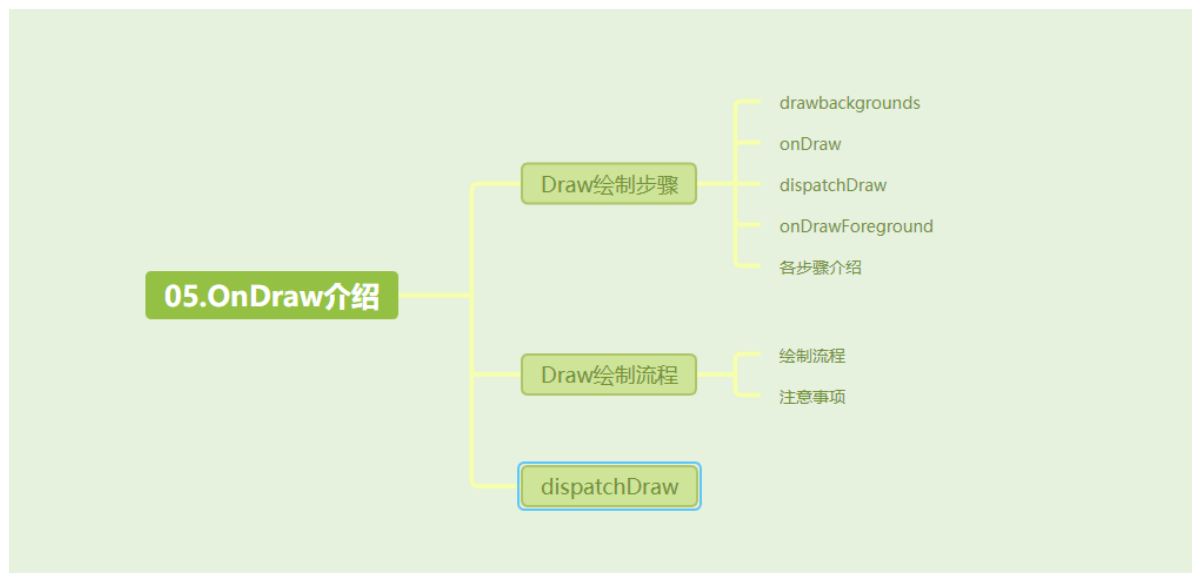 05.OnDraw介绍
Draw绘制步骤
drawbackgrounds
onDraw
dispatchDraw
onDrawForeground
各步骤介绍
Draw绘制流程
绘制流程
注意事项
dispatchDraw